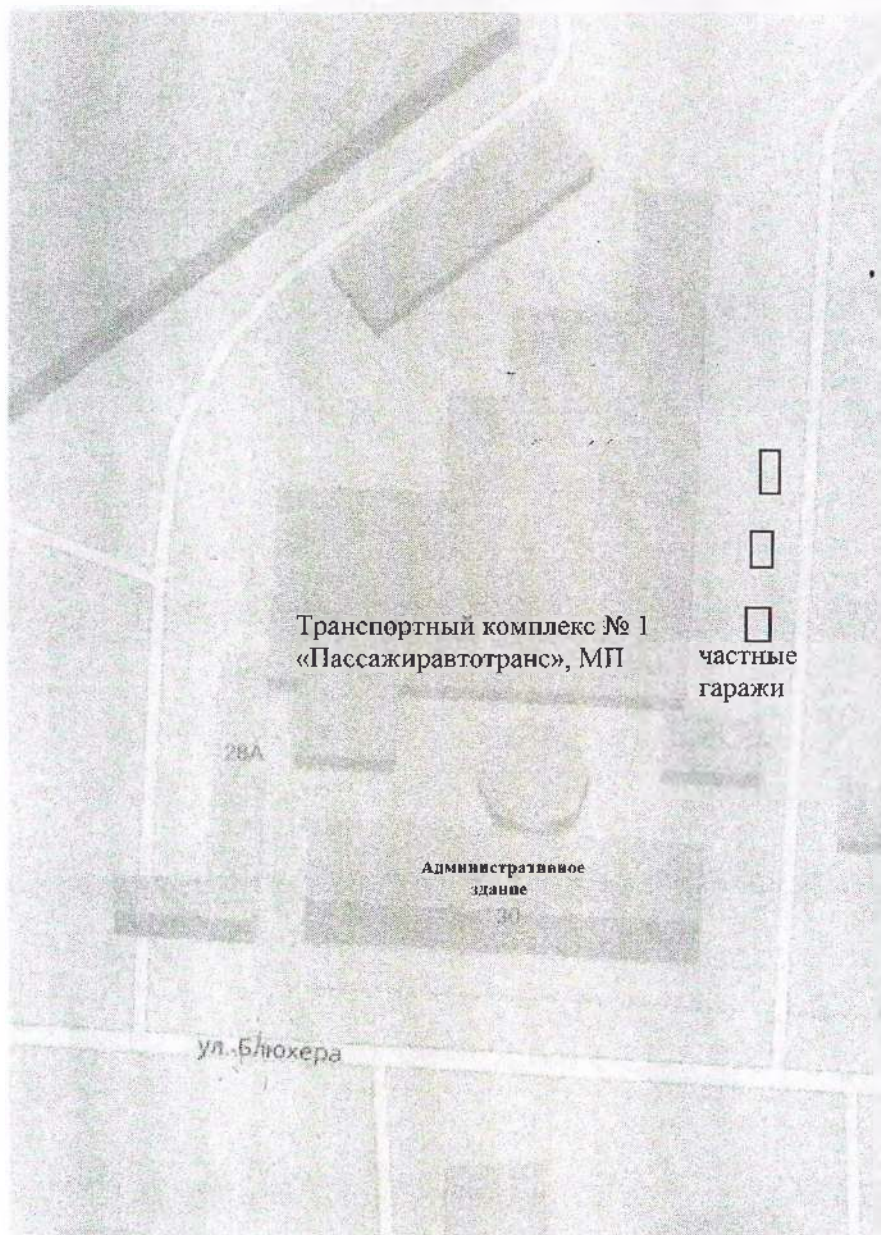 Транспортный комплекс № 1
«Пассажиравтотранс», МП
частные
гаражи
28А
Административное
здание
30
ул. Блюхера